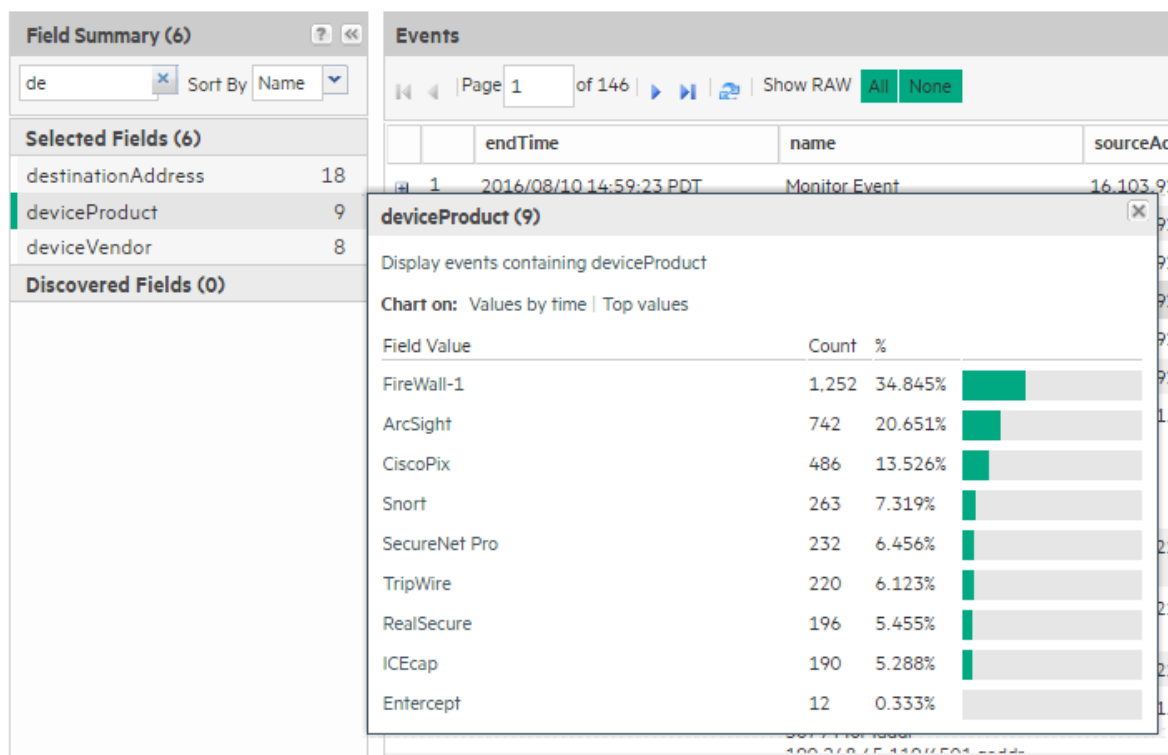 Field Summary (6)
de Sort By Name
Selected Fields (6)
destinationAddress 18
deviceProduct 9
deviceVendor 8
Discovered Fields (0)
Events
Page 1 of 146 Show RAW All None
endTime name
1 2016/08/10 14:59:23 PDT Monitor Event
deviceProduct (9)
Display events containing deviceProduct
Chart on: Values by time | Top values
Field Value Count %
FireWall-1 1,252 34.845%
ArcSight 742 20.651%
CiscoPix 486 13.526%
Snort 263 7.319%
SecureNet Pro 232 6.456%
TripWire 220 6.123%
RealSecure 196 5.455%
ICEcap 190 5.288%
Entercept 12 0.333%